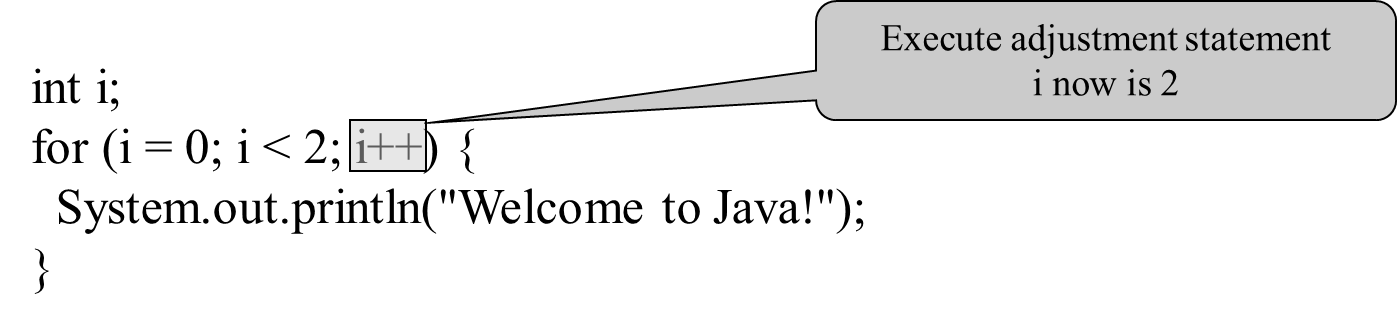 Execute adjustment statement
i now is 2
int i;
for (i = 0; i < 2; i++) {
System.out.println("Welcome to Java!");
}